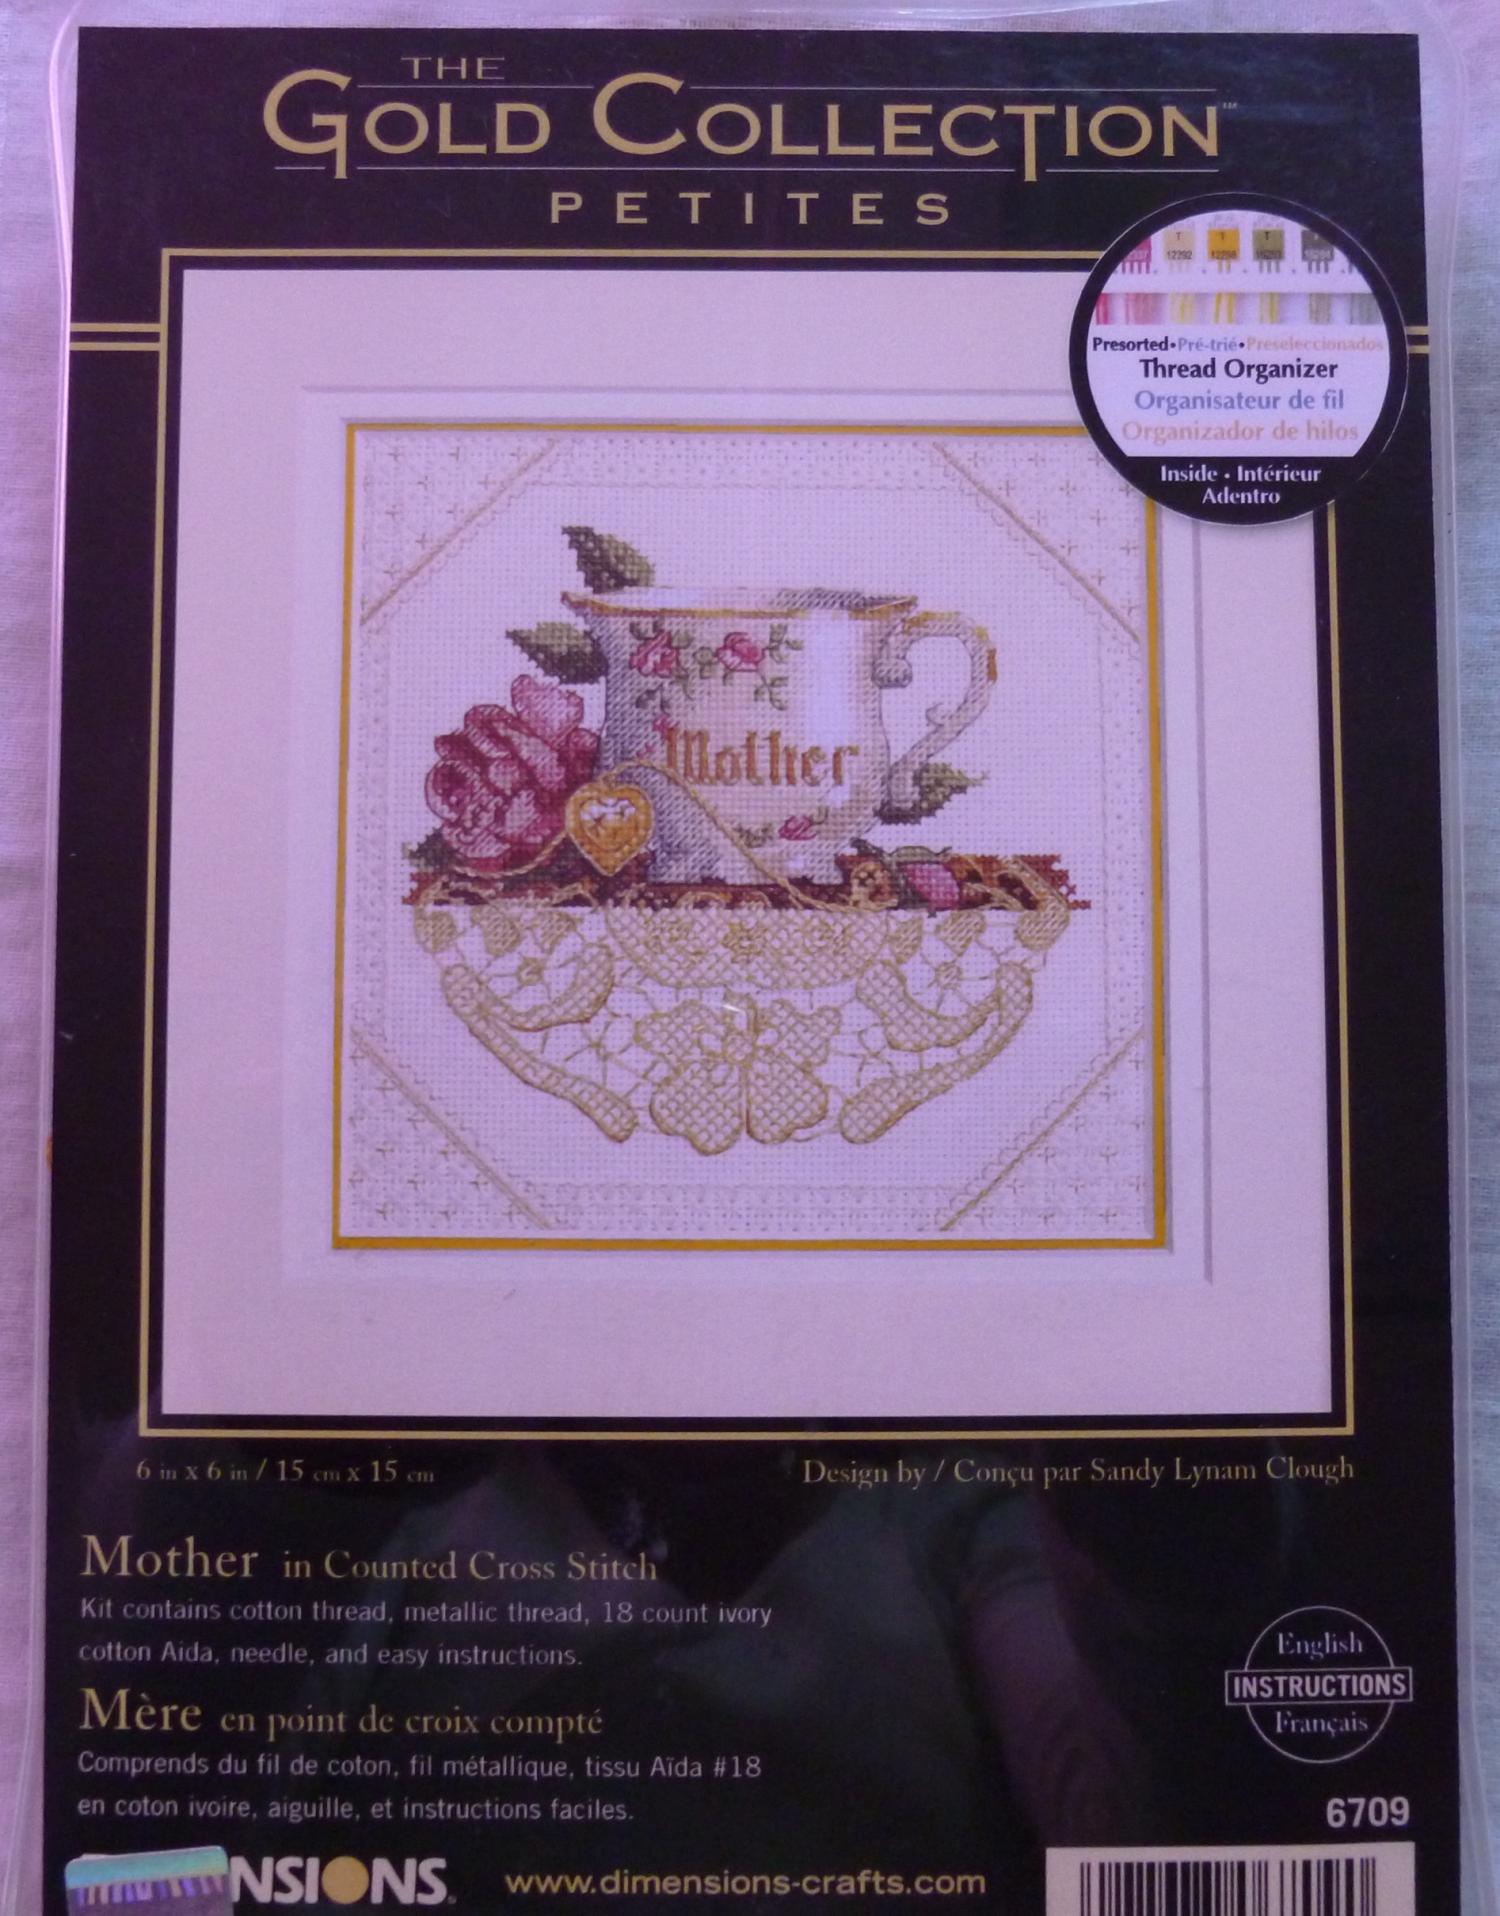 THE
GOLD COLLECTION™
PETITES
T
12392
T
T
Presorted•Pré-trié•Preseleccionados
Thread Organizer
Organisateur de fil
Organizador de hilos
Inside • Intérieur
Adentro
Mother
6 in x 6 in / 15 cm x 15 cm
Design by / Conçu par Sandy Lynam Clough
Mother in Counted Cross Stitch
Kit contains cotton thread, metallic thread, 18 count ivory
cotton Aida, needle, and easy instructions.
Mère en point de croix compté
Comprends du fil de coton, fil métallique, tissu Aïda #18
en coton ivoire, aiguille, et instructions faciles.
English
INSTRUCTIONS
Français
6709
NSIONS
www.dimensions-crafts.com